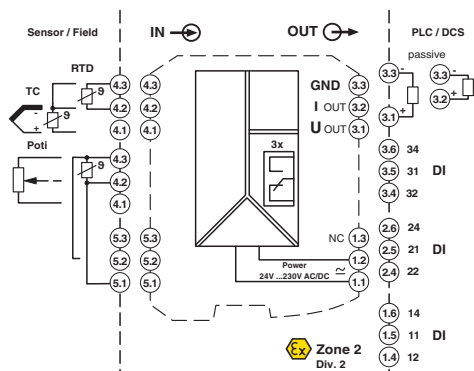 Sensor / Field
IN
OUT
PLC / DCS
RTD
TC
-
+
ϑ
ϑ
4.3
4.2
4.1
4.3
4.2
4.1
Poti
ϑ
4.3
4.2
4.1
5.3
5.2
5.1
5.3
5.2
5.1
3x
GND 3.3
I OUT 3.2
U OUT 3.1
NC 1.3
1.2
1.1
Power
24V ...230V AC/DC
passive
3.3 -
3.1 +
3.3 -
3.2 +
3.6 34
3.5 31 DI
3.4 32
2.6 24
2.5 21 DI
2.4 22
1.6 14
1.5 11 DI
1.4 12
Ex Zone 2
Div. 2